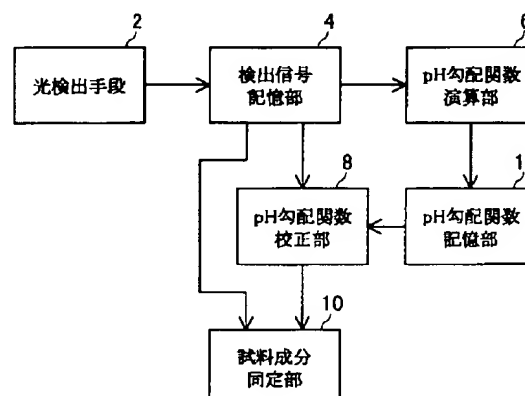 2
4
6
光検出手段
検出信号
記憶部
pH勾配関数
演算部
8
1
pH勾配関数
校正部
pH勾配関数
記憶部
10
試料成分
同定部